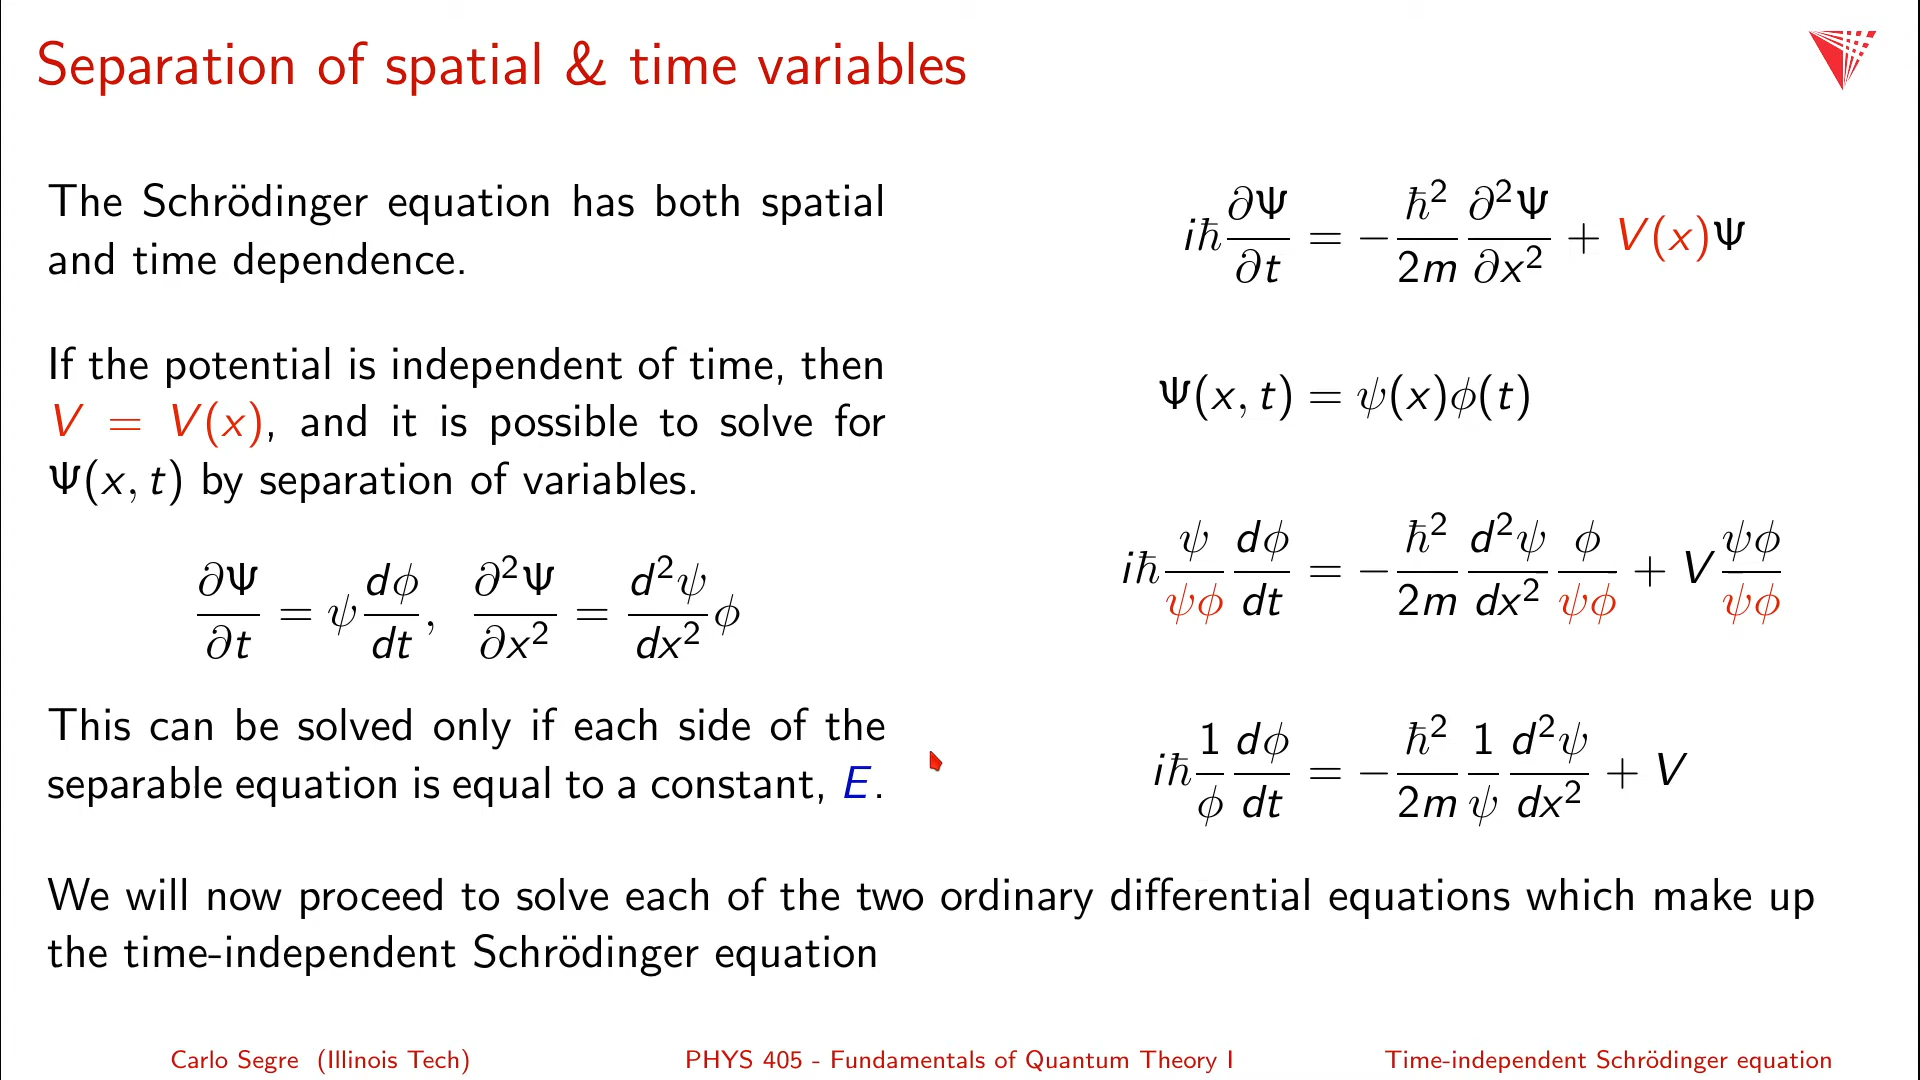 Separation of spatial & time variables
The Schrödinger equation has both spatial
and time dependence.
If the potential is independent of time, then
V = V(x), and it is possible to solve for
Ψ(x, t) by separation of variables.
∂Ψ/∂t = ψ dφ/dt, ∂²Ψ/∂x² = d²ψ/dx² φ
This can be solved only if each side of the
separable equation is equal to a constant, E.
iħ ∂Ψ/∂t = − ħ²/2m ∂²Ψ/∂x² + V(x)Ψ
Ψ(x, t) = ψ(x)φ(t)
iħ ψ/ψφ dφ/dt = − ħ²/2m d²ψ/dx² φ/ψφ + V ψφ/ψφ
iħ 1/φ dφ/dt = − ħ²/2m 1/ψ d²ψ/dx² + V
We will now proceed to solve each of the two ordinary differential equations which make up
the time-independent Schrödinger equation
Carlo Segre (Illinois Tech) PHYS 405 - Fundamentals of Quantum Theory I Time-independent Schrödinger equation